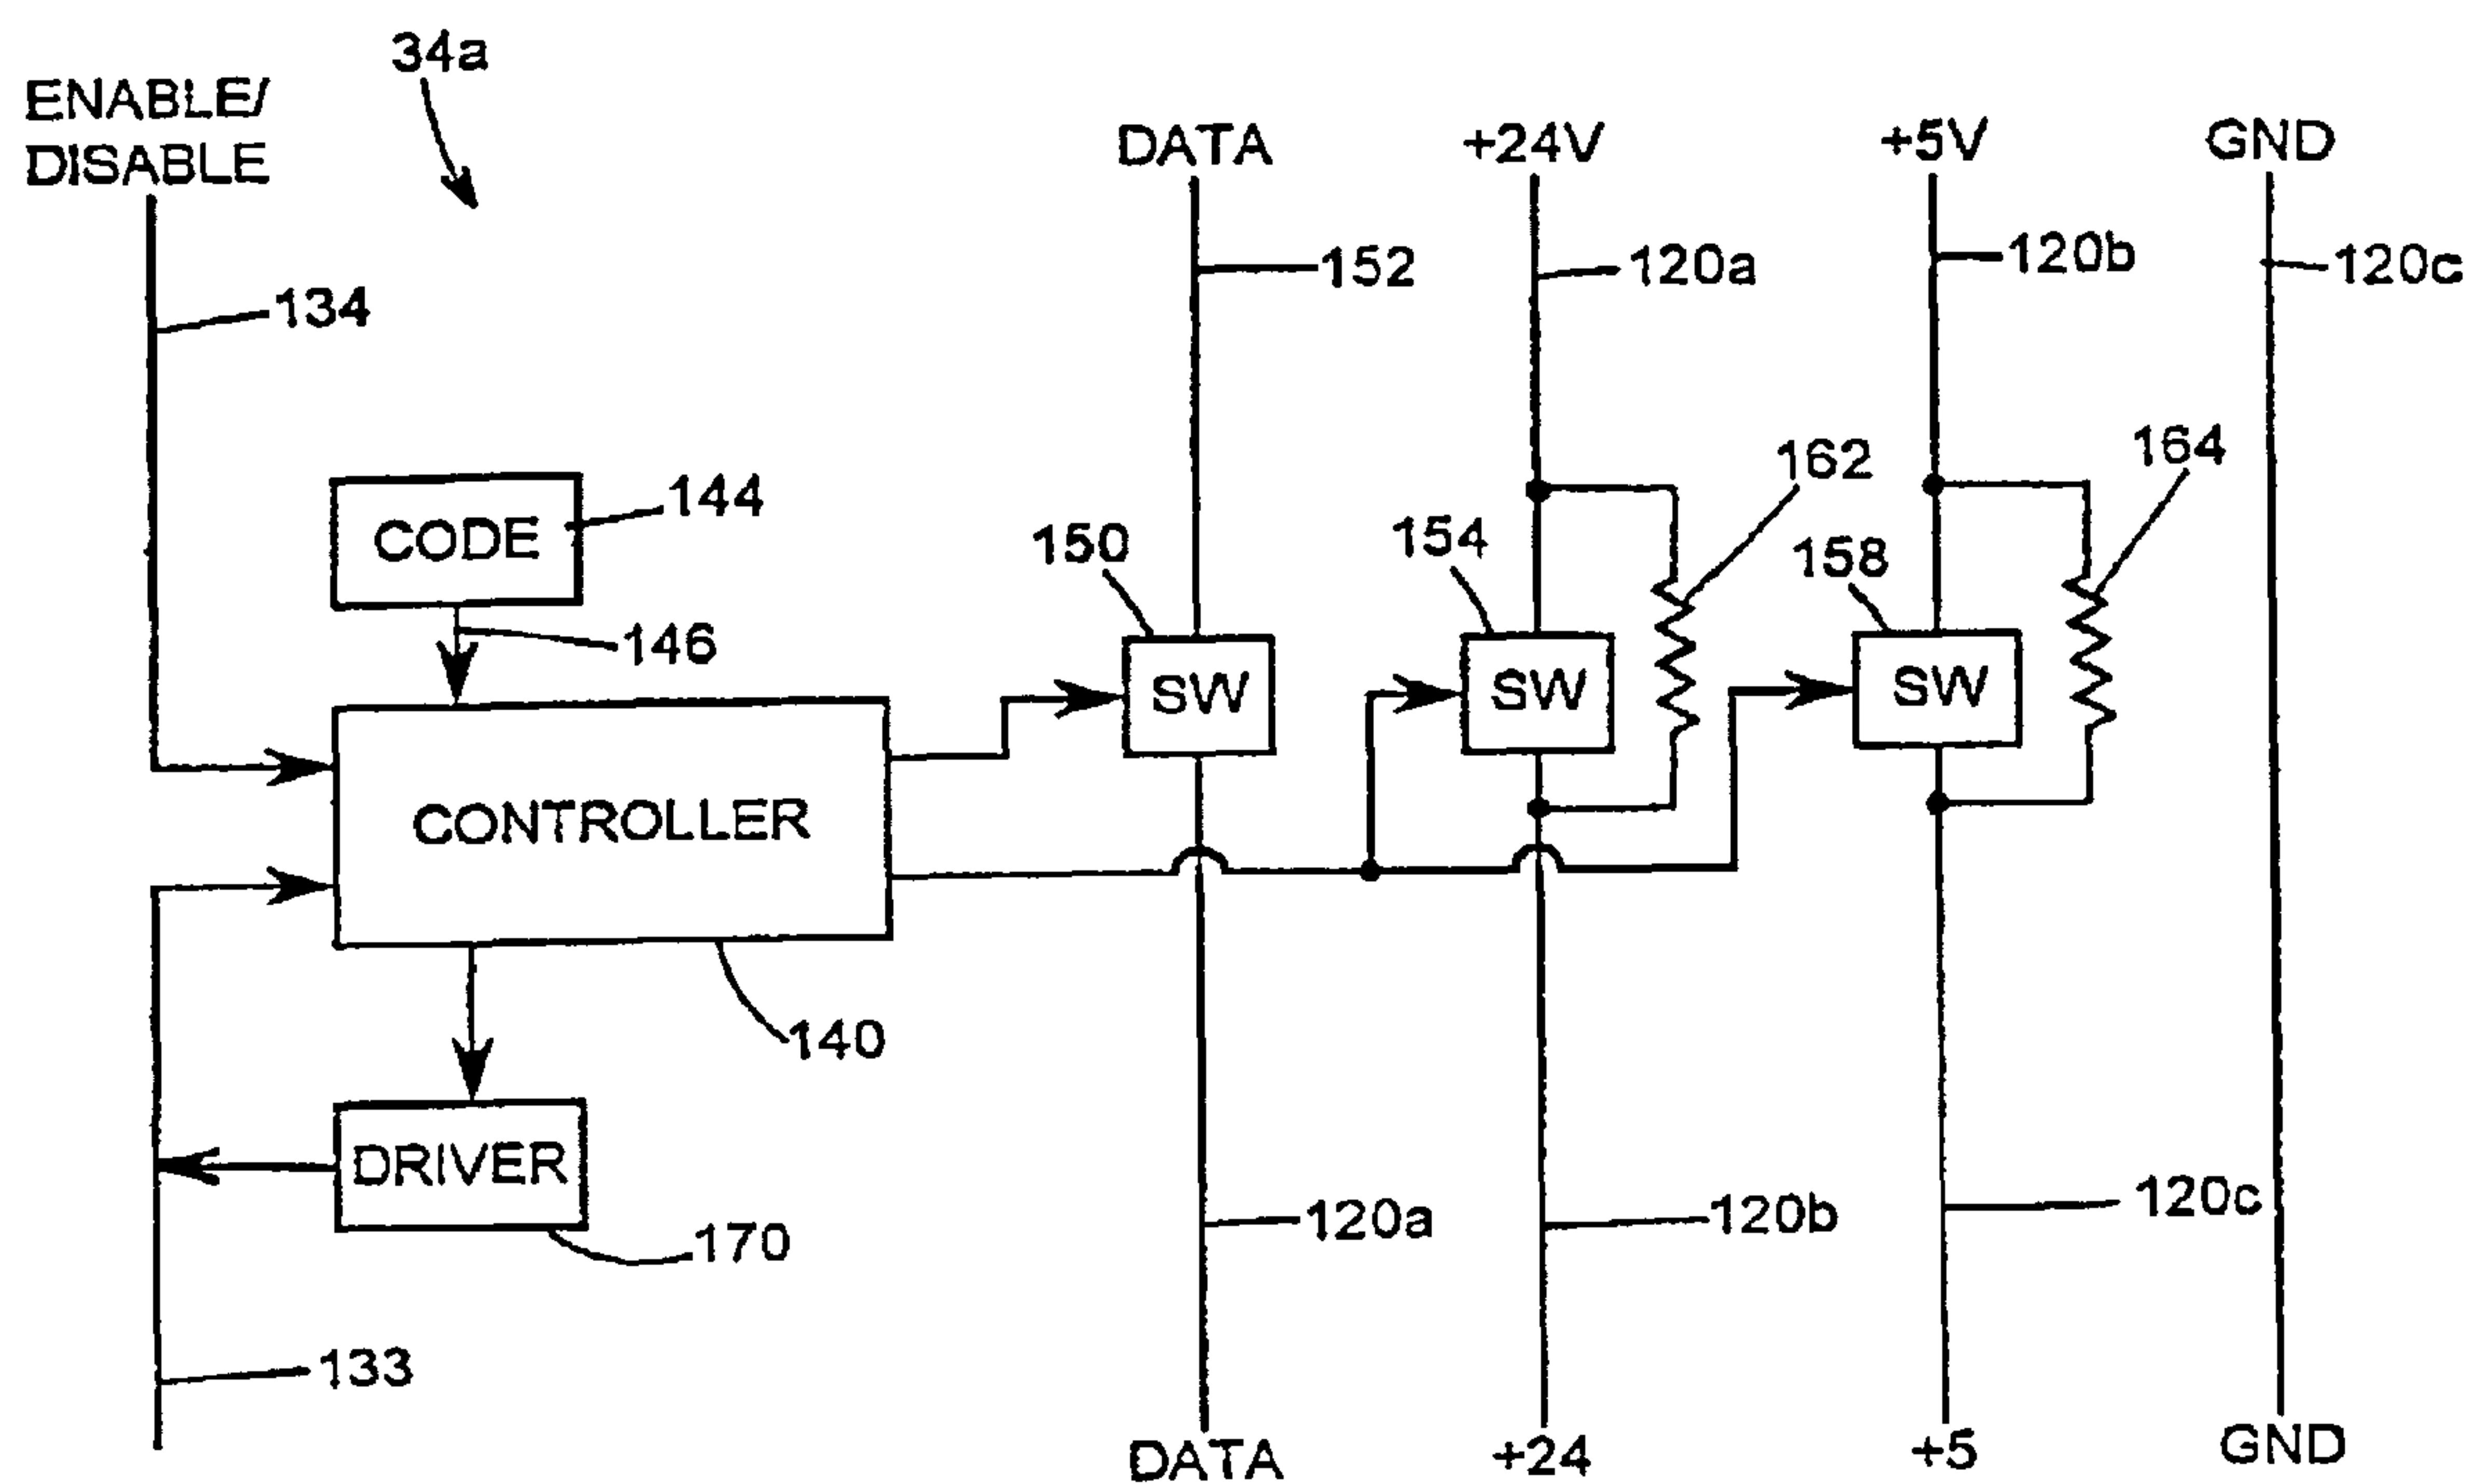 34a
ENABLE/
DISABLE
DATA
+24V
+5V
GND
152
120a
120b
120c
134
162
164
CODE
144
150
154
158
146
SW
SW
SW
CONTROLLER
140
DRIVER
170
120a
120b
120c
133
DATA
+24
+5
GND